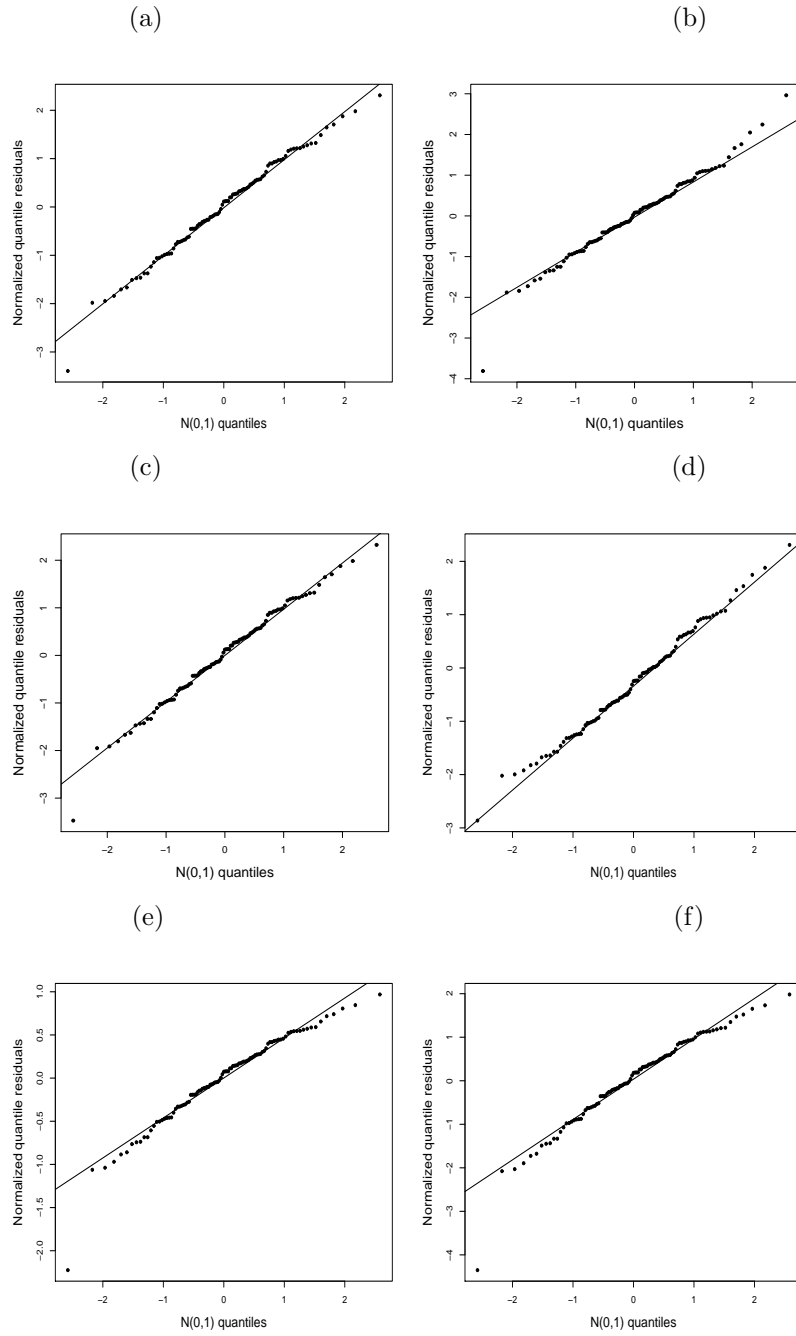 (a)
(b)
Normalized quantile residuals
2
1
0
−1
−2
−3
−2 −1 0 1 2
N(0,1) quantiles
Normalized quantile residuals
3
2
1
0
−1
−2
−3
−4
−2 −1 0 1 2
N(0,1) quantiles
(c)
(d)
Normalized quantile residuals
2
1
0
−1
−2
−3
−2 −1 0 1 2
N(0,1) quantiles
Normalized quantile residuals
2
1
0
−1
−2
−3
−2 −1 0 1 2
N(0,1) quantiles
(e)
(f)
Normalized quantile residuals
1.0
0.5
0.0
−0.5
−1.0
−1.5
−2.0
−2 −1 0 1 2
N(0,1) quantiles
Normalized quantile residuals
2
1
0
−1
−2
−3
−4
−2 −1 0 1 2
N(0,1) quantiles